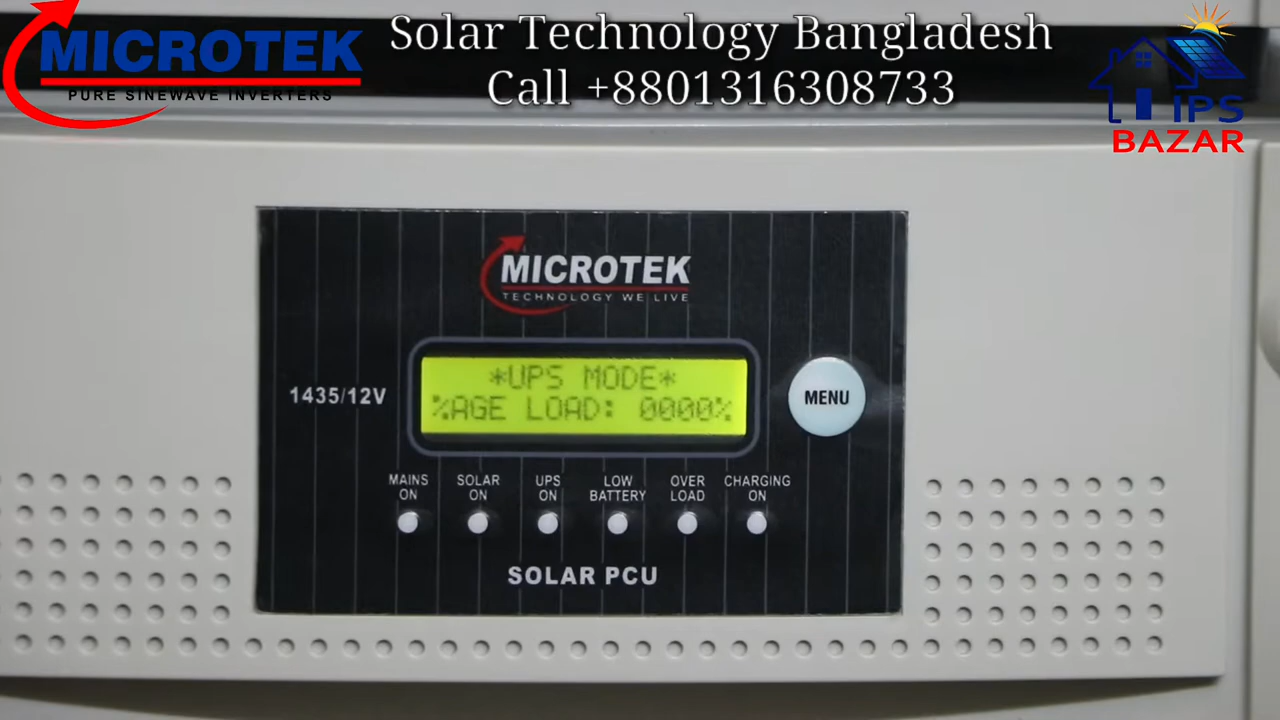 MICROTEK
PURE SINEWAVE INVERTERS
Solar Technology Bangladesh
Call +8801316308733
IPS
BAZAR
MICROTEK
TECHNOLOGY WE LIVE
1435/12V
*UPS MODE*
%AGE LOAD: 0000%
MENU
MAINS ON
SOLAR ON
UPS ON
LOW BATTERY
OVER LOAD
CHARGING ON
SOLAR PCU